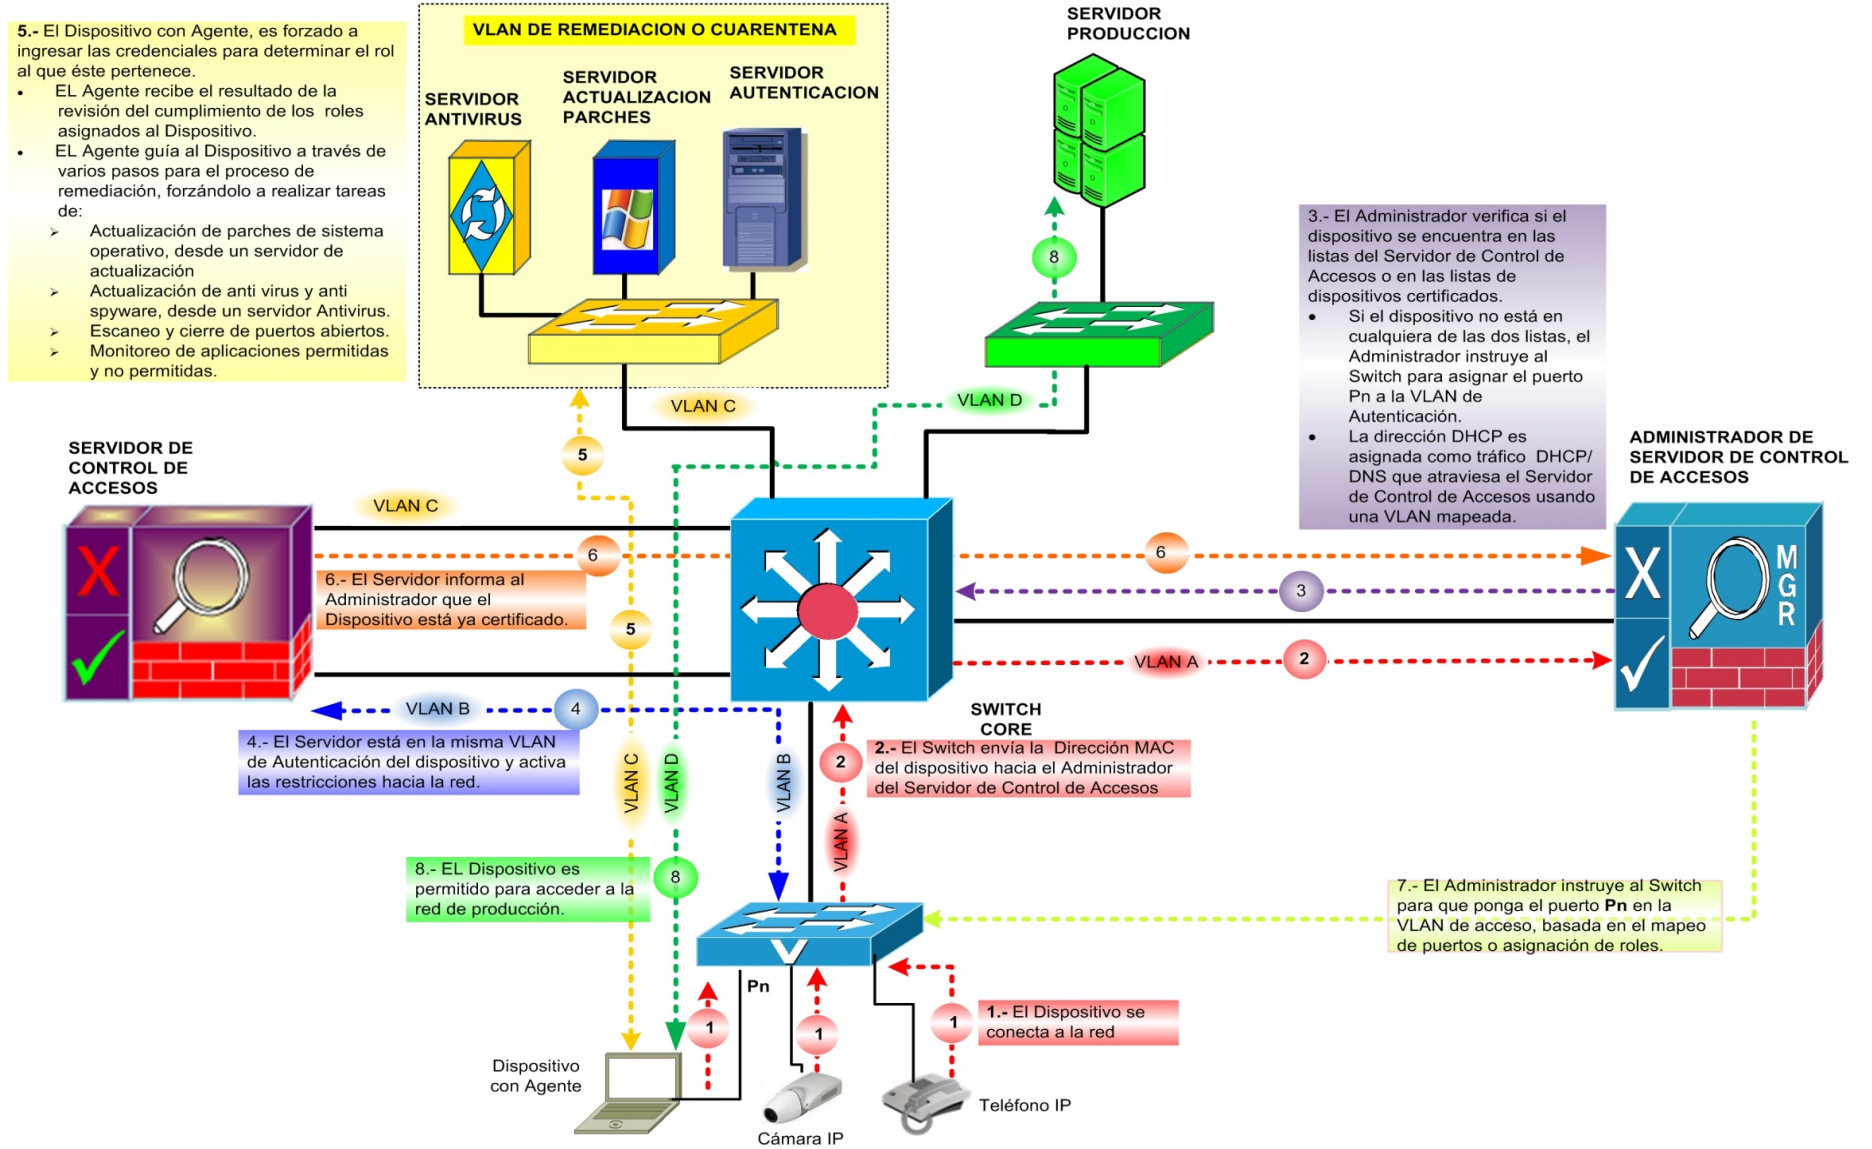 5.- El Dispositivo con Agente, es forzado a
ingresar las credenciales para determinar el rol
al que éste pertenece.
• EL Agente recibe el resultado de la
revisión del cumplimiento de los roles
asignados al Dispositivo.
• EL Agente guía al Dispositivo a través de
varios pasos para el proceso de
remediación, forzándolo a realizar tareas
de:
➢ Actualización de parches de sistema
operativo, desde un servidor de
actualización
➢ Actualización de anti virus y anti
spyware, desde un servidor Antivirus.
➢ Escaneo y cierre de puertos abiertos.
➢ Monitoreo de aplicaciones permitidas
y no permitidas.
VLAN DE REMEDIACION O CUARENTENA
SERVIDOR
ANTIVIRUS
SERVIDOR
ACTUALIZACION
PARCHES
SERVIDOR
AUTENTICACION
SERVIDOR
PRODUCCION
8
3.- El Administrador verifica si el
dispositivo se encuentra en las
listas del Servidor de Control de
Accesos o en las listas de
dispositivos certificados.
• Si el dispositivo no está en
cualquiera de las dos listas, el
Administrador instruye al
Switch para asignar el puerto
Pn a la VLAN de
Autenticación.
• La dirección DHCP es
asignada como tráfico DHCP/
DNS que atraviesa el Servidor
de Control de Accesos usando
una VLAN mapeada.
VLAN C
VLAN D
5
SERVIDOR DE
CONTROL DE
ACCESOS
ADMINISTRADOR DE
SERVIDOR DE CONTROL
DE ACCESOS
VLAN C
6
6
X
X
MGR
3
6.- El Servidor informa al
Administrador que el
Dispositivo está ya certificado.
5
VLAN A
2
VLAN B
4
SWITCH
CORE
4.- El Servidor está en la misma VLAN
de Autenticación del dispositivo y activa
las restricciones hacia la red.
VLAN C
VLAN D
VLAN B
2
2.- El Switch envía la Dirección MAC
del dispositivo hacia el Administrador
del Servidor de Control de Accesos
VLAN A
8.- EL Dispositivo es
permitido para acceder a la
red de producción.
8
7.- El Administrador instruye al Switch
para que ponga el puerto Pn en la
VLAN de acceso, basada en el mapeo
de puertos o asignación de roles.
V
Pn
1
1
1
1.- El Dispositivo se
conecta a la red
Dispositivo
con Agente
Cámara IP
Teléfono IP